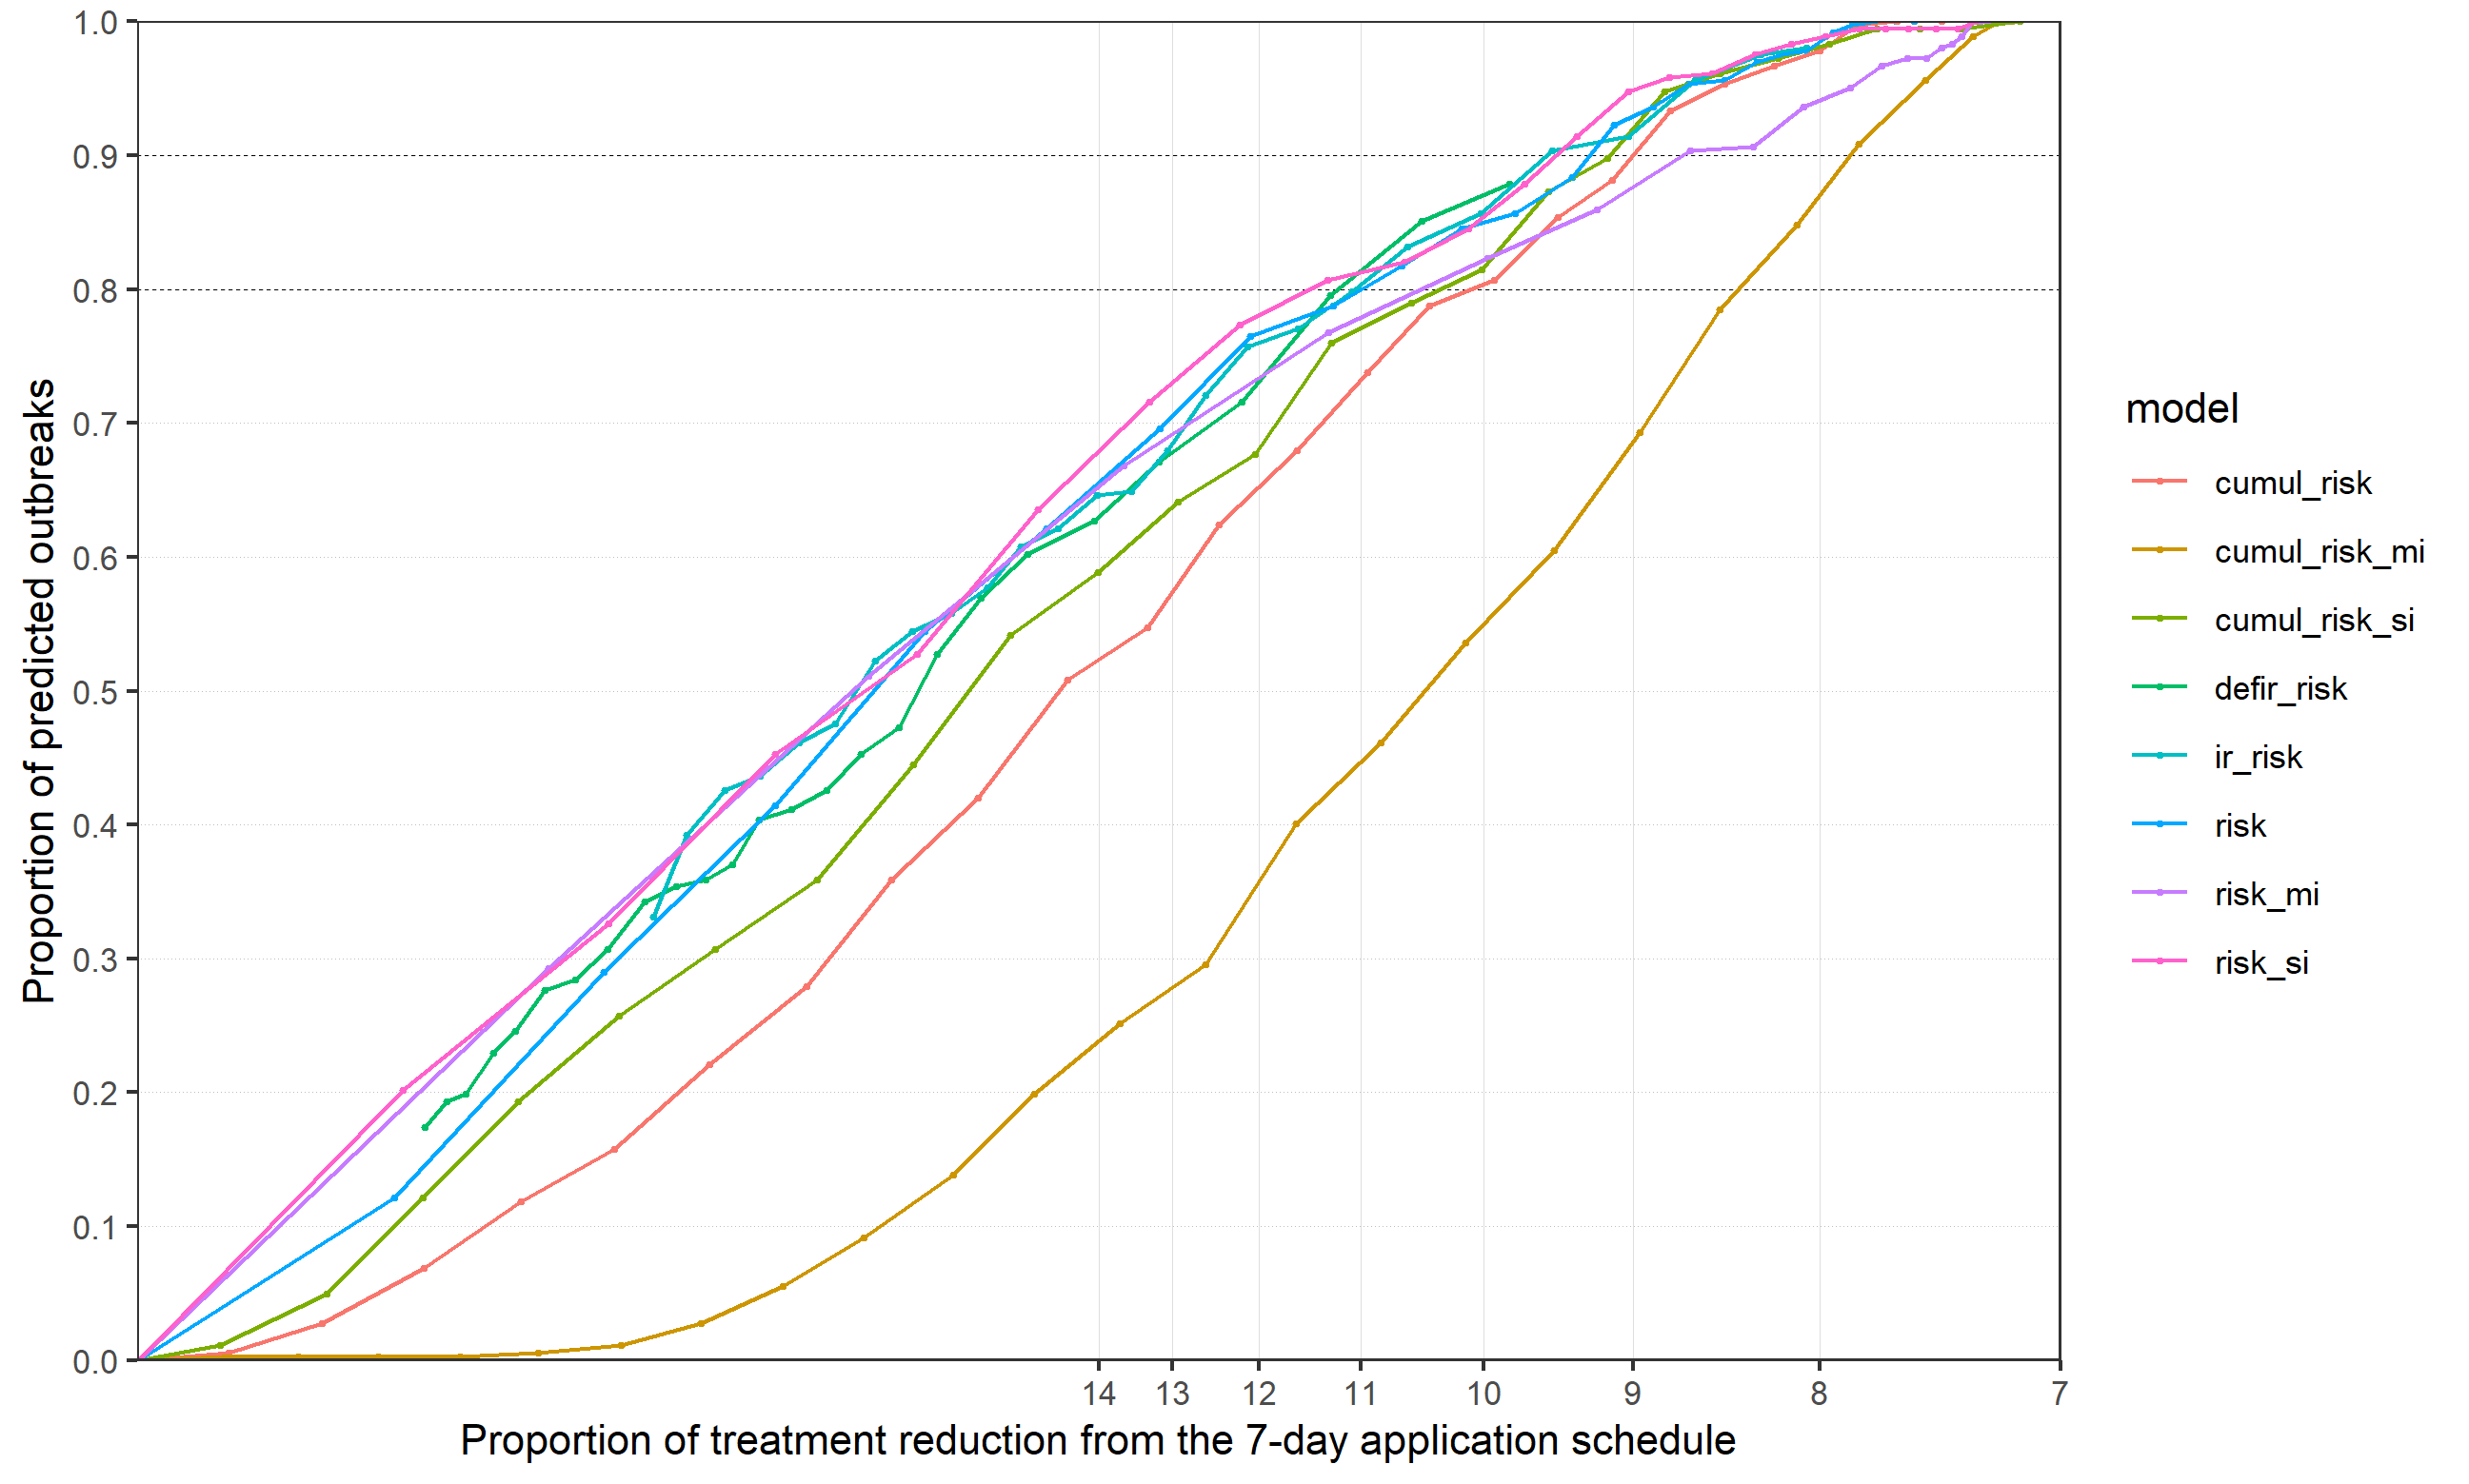 1.0
0.9
0.8
0.7
0.6
0.5
0.4
0.3
0.2
0.1
0.0
Proportion of predicted outbreaks
14 13 12 11 10 9 8 7
Proportion of treatment reduction from the 7-day application schedule
model
cumul_risk
cumul_risk_mi
cumul_risk_si
defir_risk
ir_risk
risk
risk_mi
risk_si